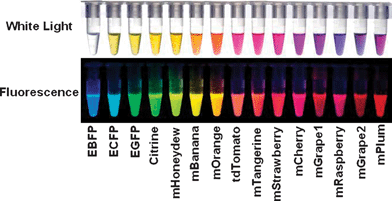 White Light
Fluorescence
EBFP
ECFP
EGFP
Citrine
mHoneydew
mBanana
mOrange
tdTomato
mTangerine
mStrawberry
mCherry
mGrape1
mRaspberry
mGrape2
mPlum